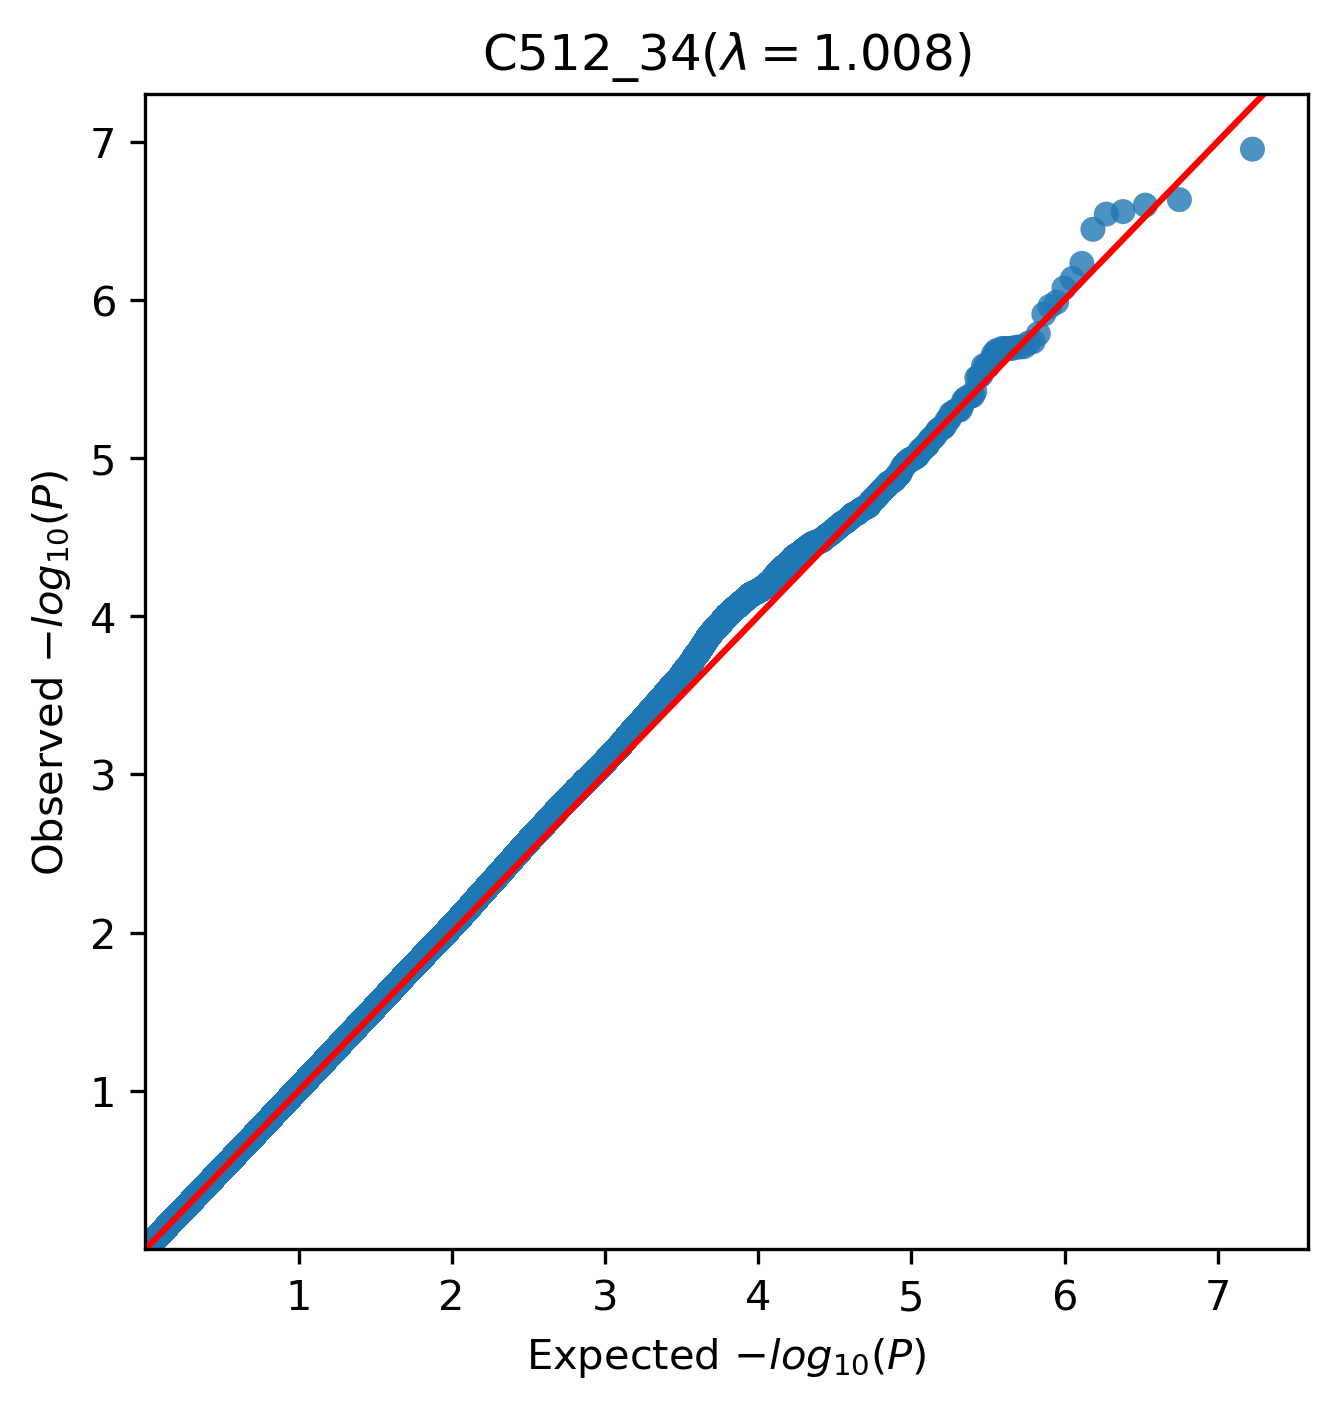 C512_34(λ = 1.008)
Observed −log₁₀(P)
7
6
5
4
3
2
1
1 2 3 4 5 6 7
Expected −log₁₀(P)